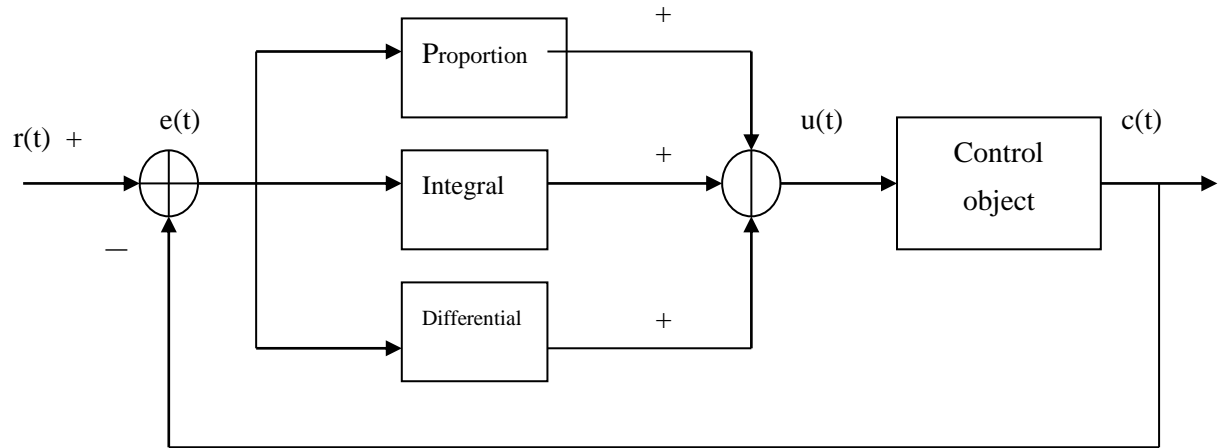 +
Proportion
r(t) +
e(t)
+
Integral
u(t)
Control
object
c(t)
—
Differential
+